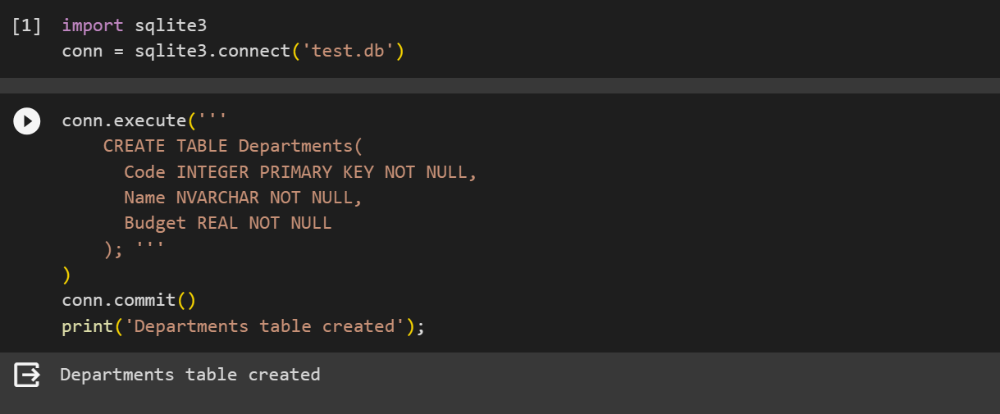 [1] import sqlite3
conn = sqlite3.connect('test.db')
conn.execute('''
CREATE TABLE Departments(
Code INTEGER PRIMARY KEY NOT NULL,
Name NVARCHAR NOT NULL,
Budget REAL NOT NULL
); '''
)
conn.commit()
print('Departments table created');
Departments table created